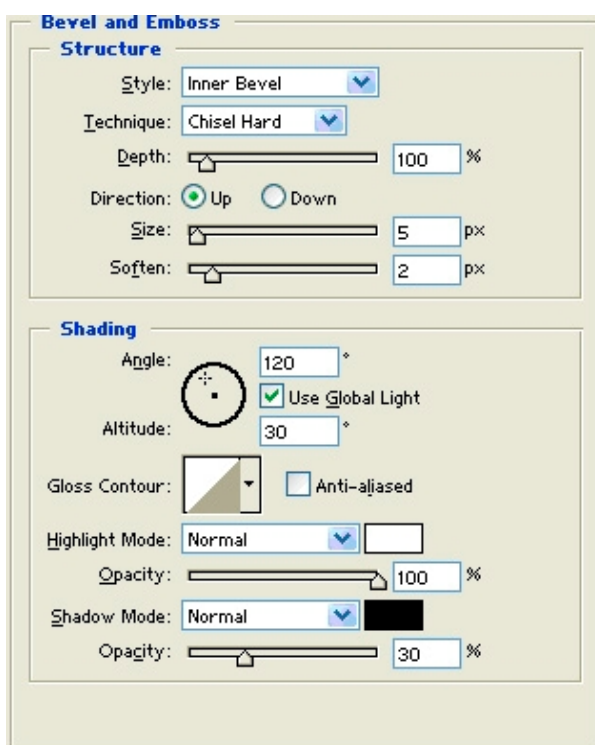 Bevel and Emboss
Structure
Style: Inner Bevel
Technique: Chisel Hard
Depth: 100 %
Direction: Up Down
Size: 5 px
Soften: 2 px
Shading
Angle: 120 °
Use Global Light
Altitude: 30 °
Gloss Contour: Anti-aliased
Highlight Mode: Normal
Opacity: 100 %
Shadow Mode: Normal
Opacity: 30 %